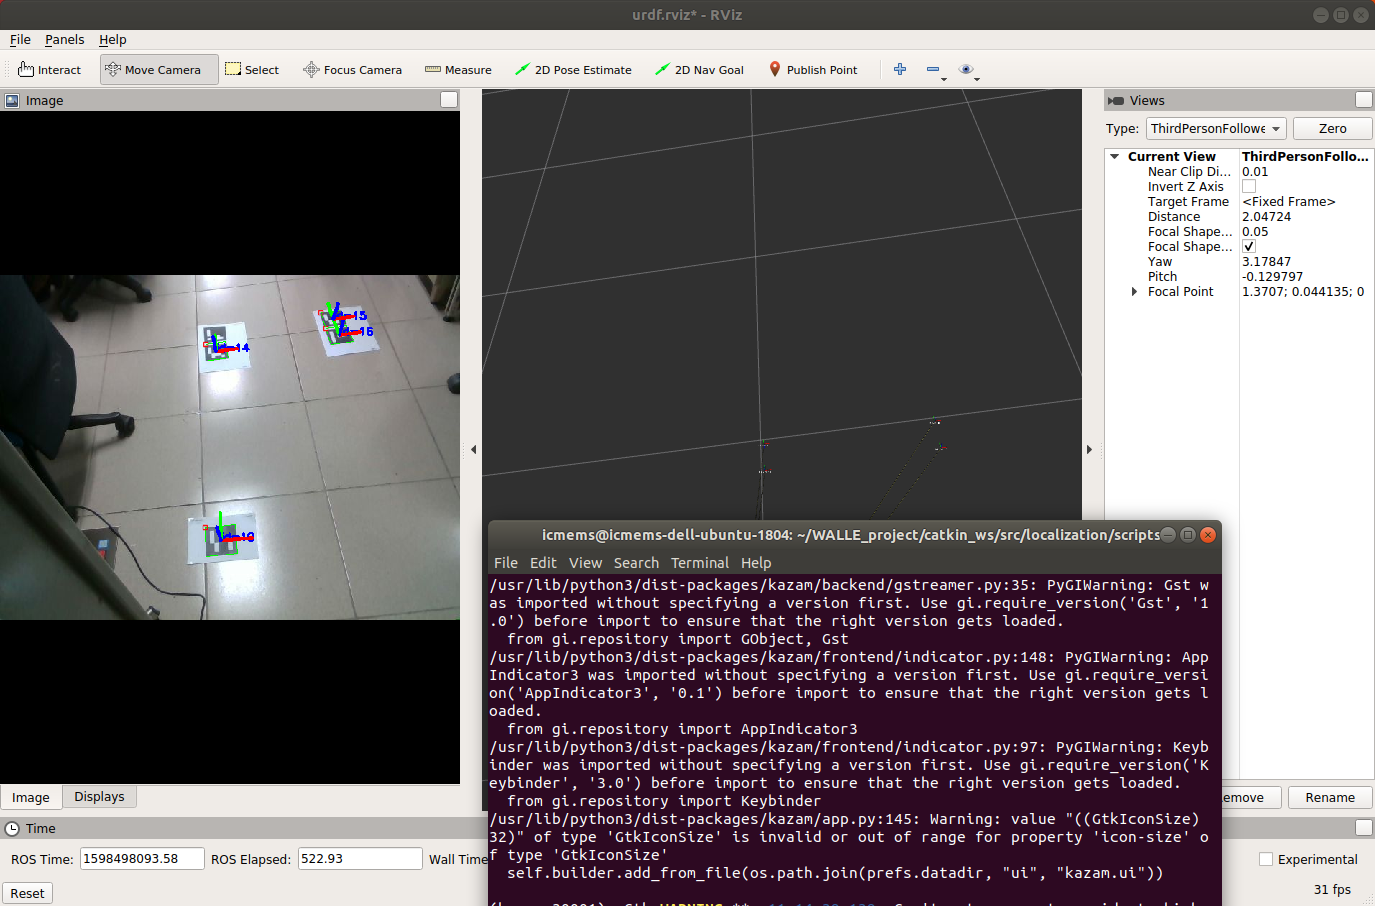 urdf.rviz* - RViz
File Panels Help
Interact Move Camera Select Focus Camera Measure 2D Pose Estimate 2D Nav Goal Publish Point
Image
15
16
14
Views
Type: ThirdPersonFollowe Zero
Current View ThirdPersonFollo...
Near Clip Di... 0.01
Invert Z Axis
Target Frame <Fixed Frame>
Distance 2.04724
Focal Shape... 0.05
Focal Shape...
Yaw 3.17847
Pitch -0.129797
Focal Point 1.3707; 0.044135; 0
emove Rename
Image Displays
Time
ROS Time: 1598498093.58 ROS Elapsed: 522.93 Wall Time
Experimental
Reset
31 fps
icmems@icmems-dell-ubuntu-1804: ~/WALLE_project/catkin_ws/src/localization/scripts
File Edit View Search Terminal Help
/usr/lib/python3/dist-packages/kazam/backend/gstreamer.py:35: PyGIWarning: Gst w
as imported without specifying a version first. Use gi.require_version('Gst', '1
.0') before import to ensure that the right version gets loaded.
from gi.repository import GObject, Gst
/usr/lib/python3/dist-packages/kazam/frontend/indicator.py:148: PyGIWarning: App
Indicator3 was imported without specifying a version first. Use gi.require_versi
on('AppIndicator3', '0.1') before import to ensure that the right version gets l
oaded.
from gi.repository import AppIndicator3
/usr/lib/python3/dist-packages/kazam/frontend/indicator.py:97: PyGIWarning: Keyb
inder was imported without specifying a version first. Use gi.require_version('K
eybinder', '3.0') before import to ensure that the right version gets loaded.
from gi.repository import Keybinder
/usr/lib/python3/dist-packages/kazam/app.py:145: Warning: value "((GtkIconSize)
32)" of type 'GtkIconSize' is invalid or out of range for property 'icon-size' o
f type 'GtkIconSize'
self.builder.add_from_file(os.path.join(prefs.datadir, "ui", "kazam.ui"))